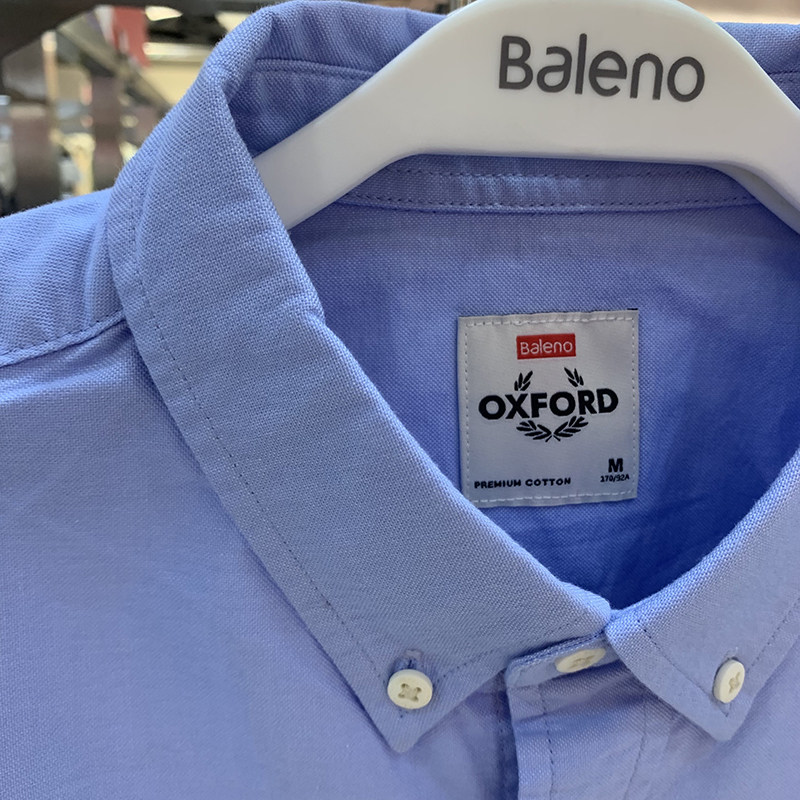 Baleno
Baleno
OXFORD
M
PREMIUM COTTON
170/92A